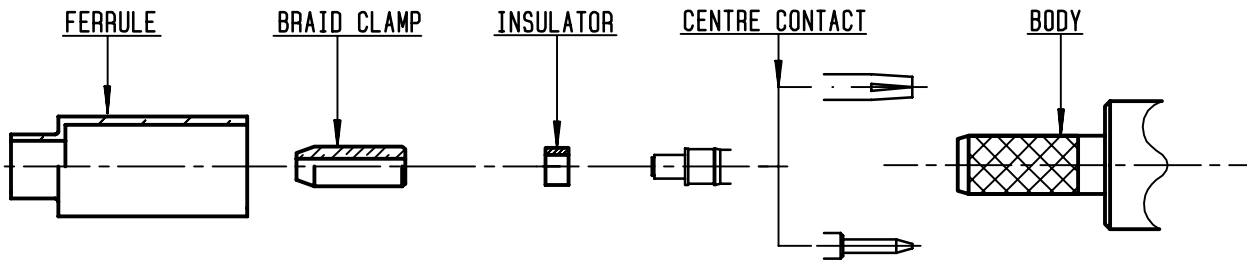 FERRULE
BRAID CLAMP
INSULATOR
CENTRE CONTACT
BODY